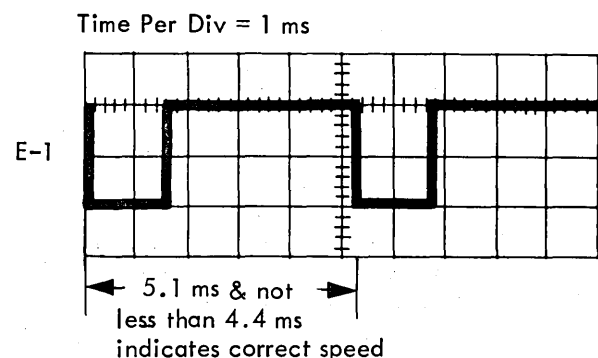 Time Per Div = 1 ms
E-1
5.1 ms & not
less than 4.4 ms
indicates correct speed